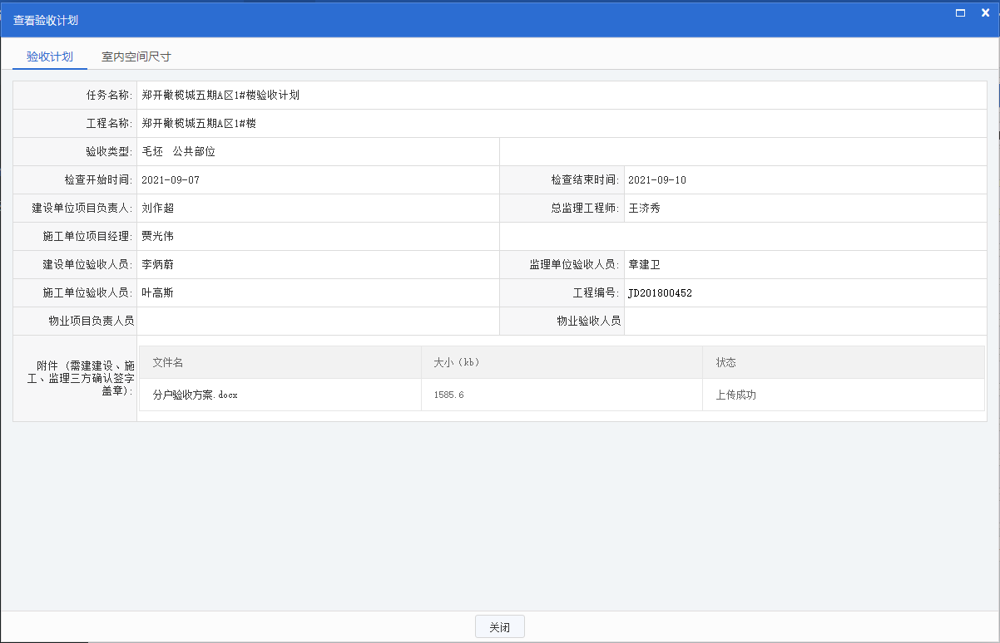 查看验收计划
验收计划 室内空间尺寸
任务名称: 郑开橄榄城五期A区1#楼验收计划
工程名称: 郑开橄榄城五期A区1#楼
验收类型: 毛坯 公共部位
检查开始时间: 2021-09-07 检查结束时间: 2021-09-10
建设单位项目负责人: 刘作超 总监理工程师: 王济秀
施工单位项目经理: 贾光伟
建设单位验收人员: 李炳蔚 监理单位验收人员: 章建卫
施工单位验收人员: 叶高斯 工程编号: JD201800452
物业项目负责人员 物业验收人员
附件（需建建设、施
工、监理三方确认签字
盖章):
文件名 大小（kb） 状态
分户验收方案.docx 1585.6 上传成功
关闭